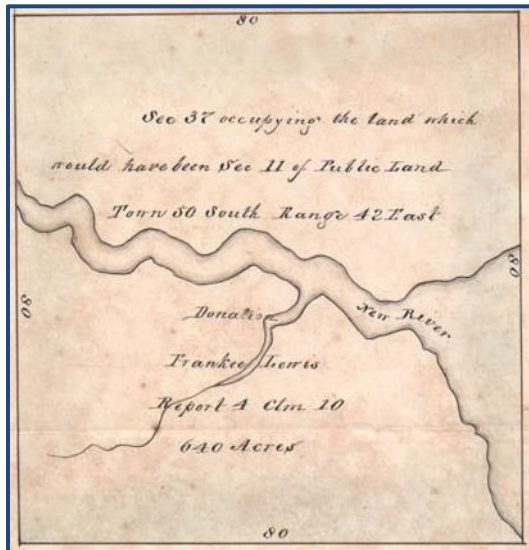 80
Sec 37 occupying the land which
would have been Sec 11 of Public Land
Town 50 South Range 42 East
80
80
New River
Donation
Frankee Lewis
Report 4 Clm 10
640 Acres
80